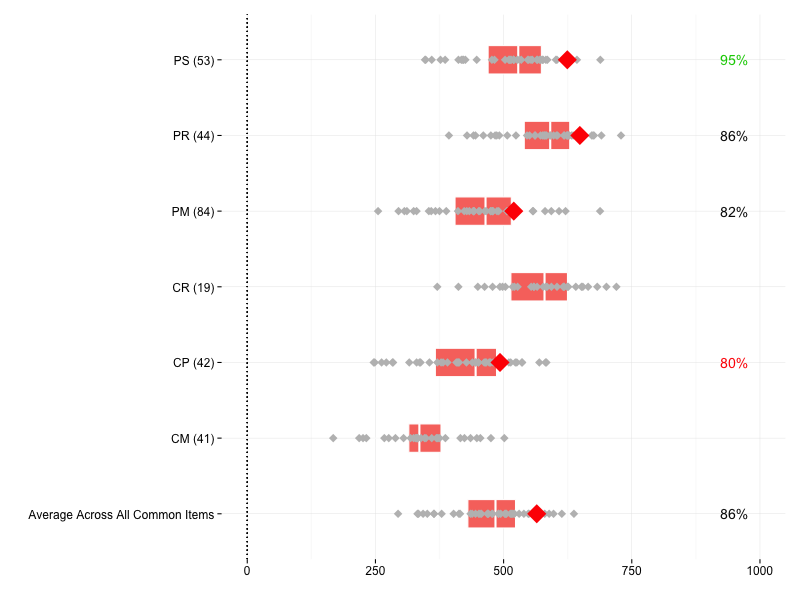 PS (53) 95%
PR (44) 86%
PM (84) 82%
CR (19)
CP (42) 80%
CM (41)
Average Across All Common Items 86%
0 250 500 750 1000